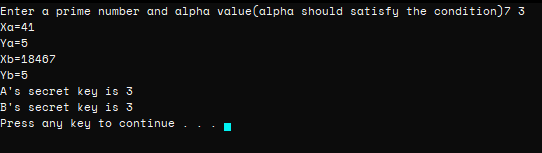 Enter a prime number and alpha value(alpha should satisfy the condition)7 3
Xa=41
Ya=5
Xb=18467
Yb=5
A's secret key is 3
B's secret key is 3
Press any key to continue . . .